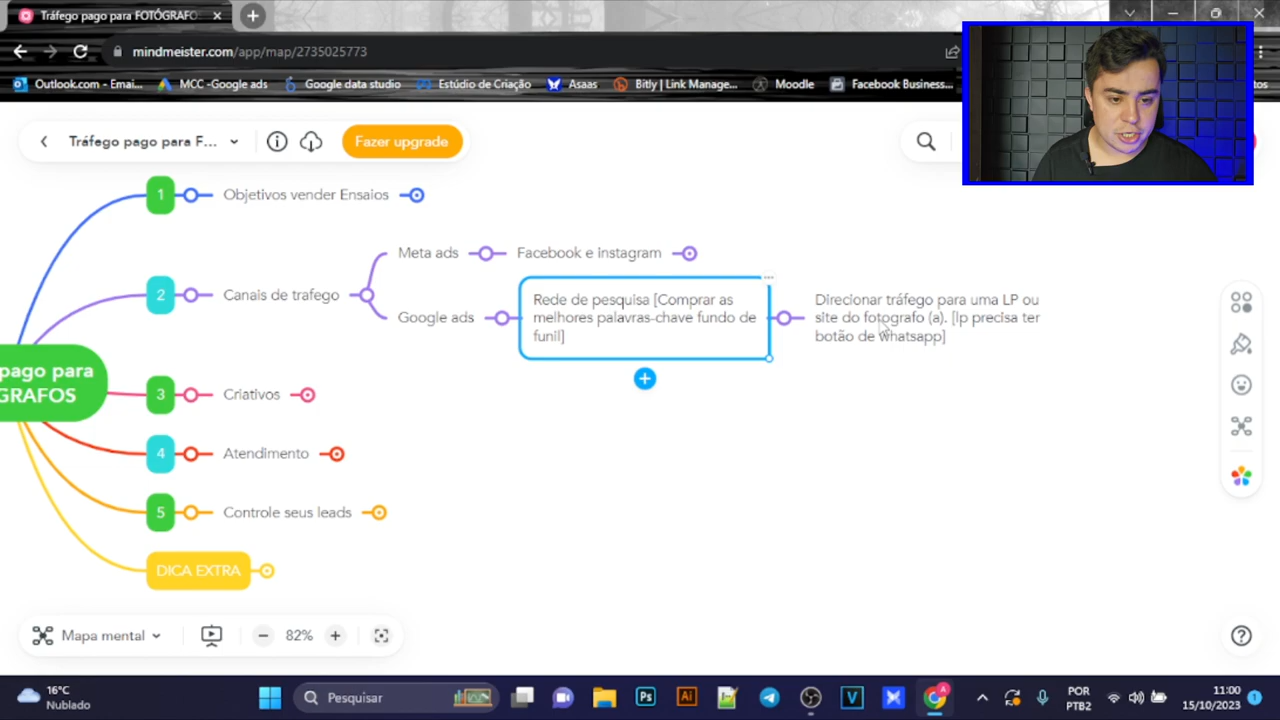 Tráfego pago para FOTÓGRAFO
mindmeister.com/app/map/2735025773
Outlook.com - Emai...
MCC -Google ads
Google data studio
Estúdio de Criação
Asaas
Bitly | Link Manage...
Moodle
Facebook Business...
Tráfego pago para F...
Fazer upgrade
1
Objetivos vender Ensaios
Meta ads
Facebook e instagram
2
Canais de trafego
Google ads
Rede de pesquisa [Comprar as
melhores palavras-chave fundo de
funil]
Direcionar tráfego para uma LP ou
site do fotografo (a). [lp precisa ter
botão de whatsapp]
pago para
GRAFOS
3
Criativos
4
Atendimento
5
Controle seus leads
DICA EXTRA
Mapa mental
82%
16°C
Nublado
Pesquisar
Ps
Ai
V
A
POR
PTB2
11:00
15/10/2023
1